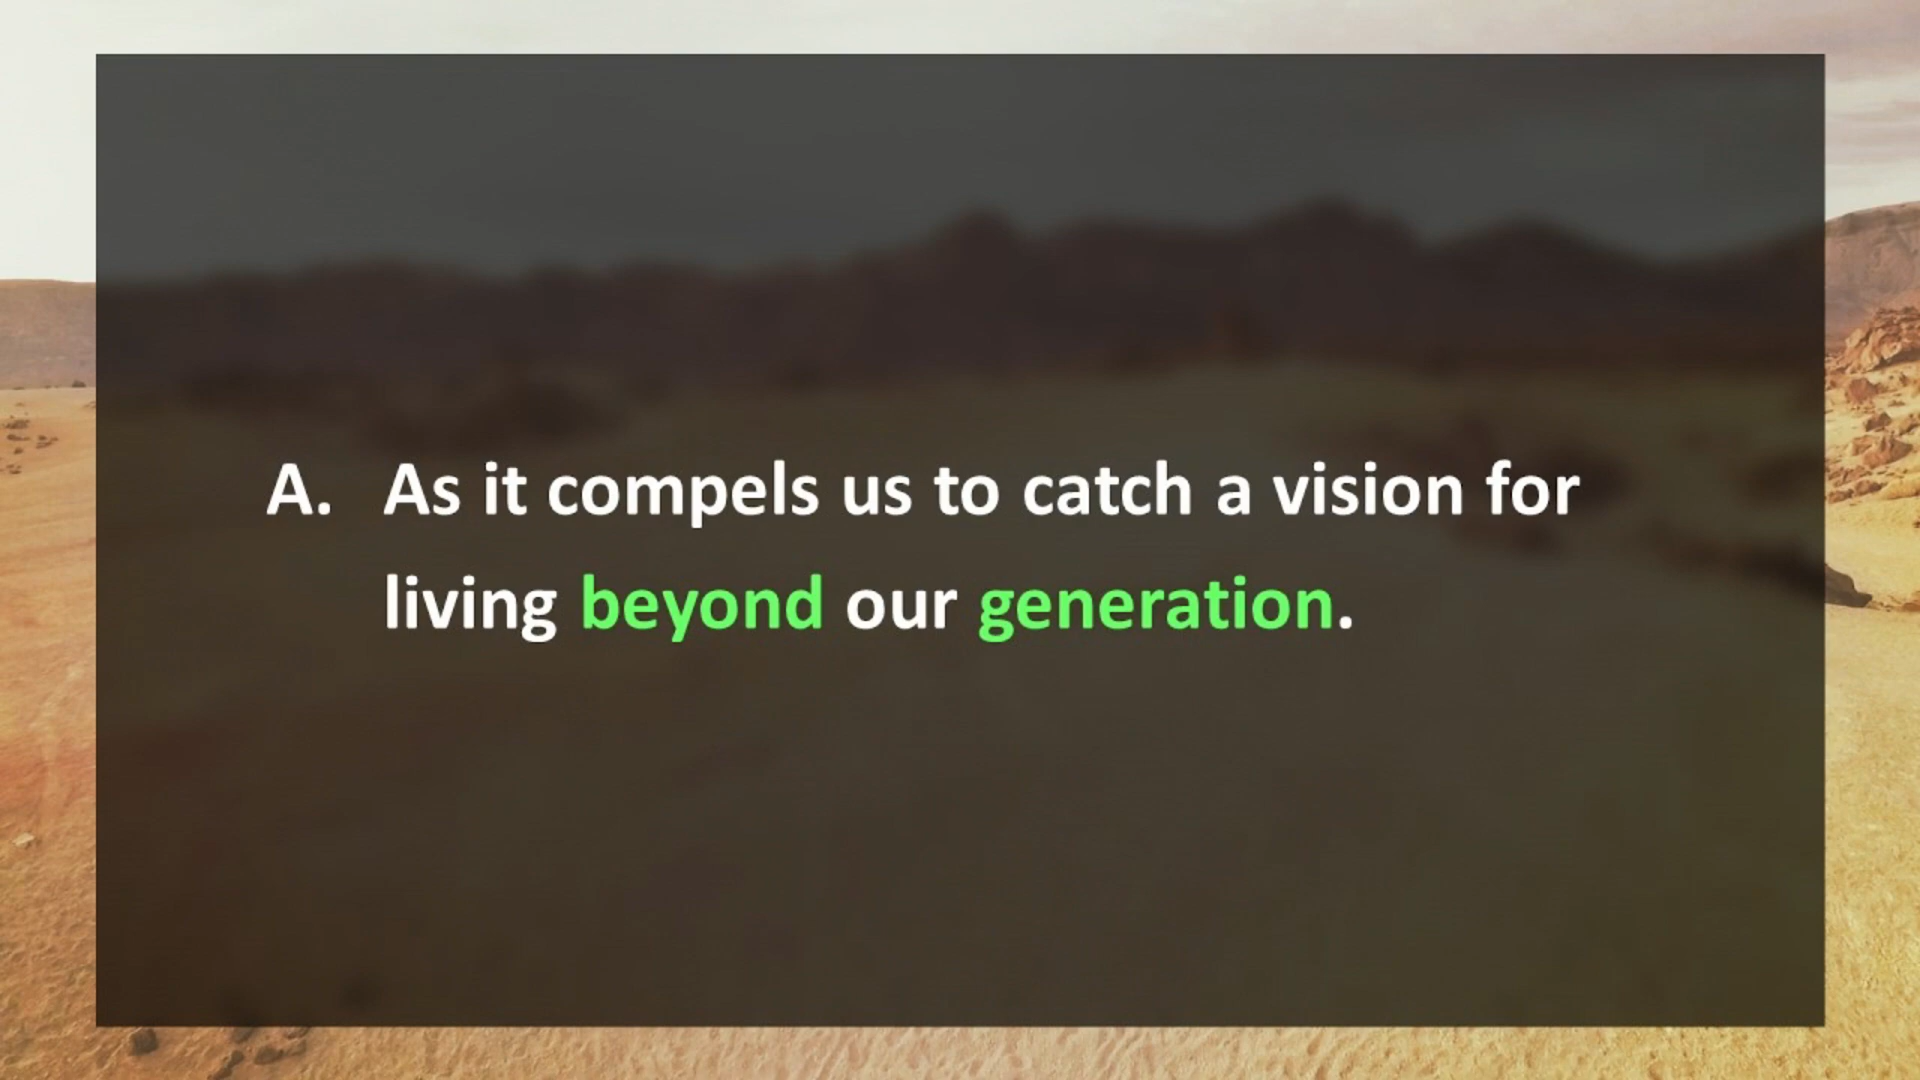 A. As it compels us to catch a vision for
living beyond our generation.